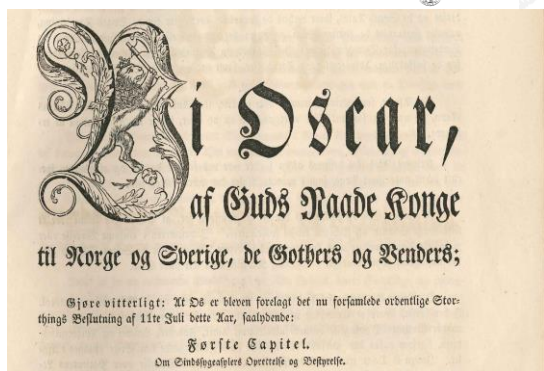 Vi Oscar,
af Guds Naade Konge
til Norge og Sverige, de Gothers og Venders;
Gjøre vitterligt: At Os er bleven forelagt det nu forsamlede ordentlige Stor-
things Beslutning af 11te Juli dette Aar, saalydende:
Første Capitel.
Om Sindssygeasylers Oprettelse og Bestyrelse.